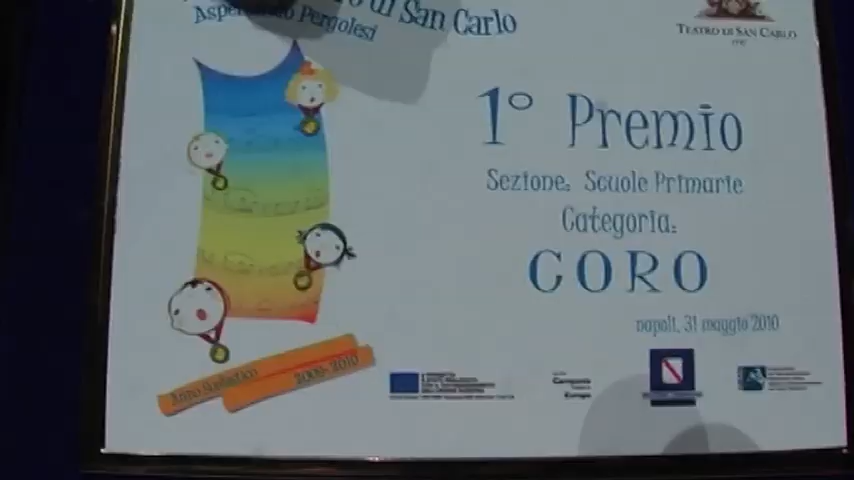 di San Carlo
Pergolesi
TEATRO DI SAN CARLO
1° Premio
Sezione: Scuole Primarie
Categoria:
CORO
napoli, 31 maggio 2010
Anno Scolastico
2009-2010